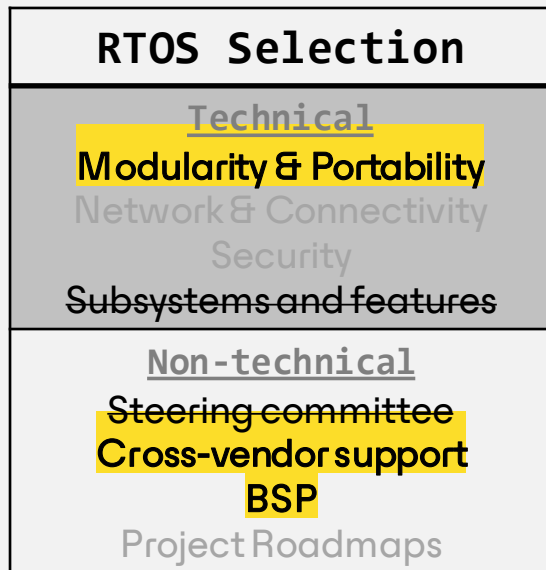 RTOS Selection
Technical
Modularity & Portability
Network & Connectivity
Security
Subsystems and features
Non-technical
Steering committee
Cross-vendor support
BSP
Project Roadmaps